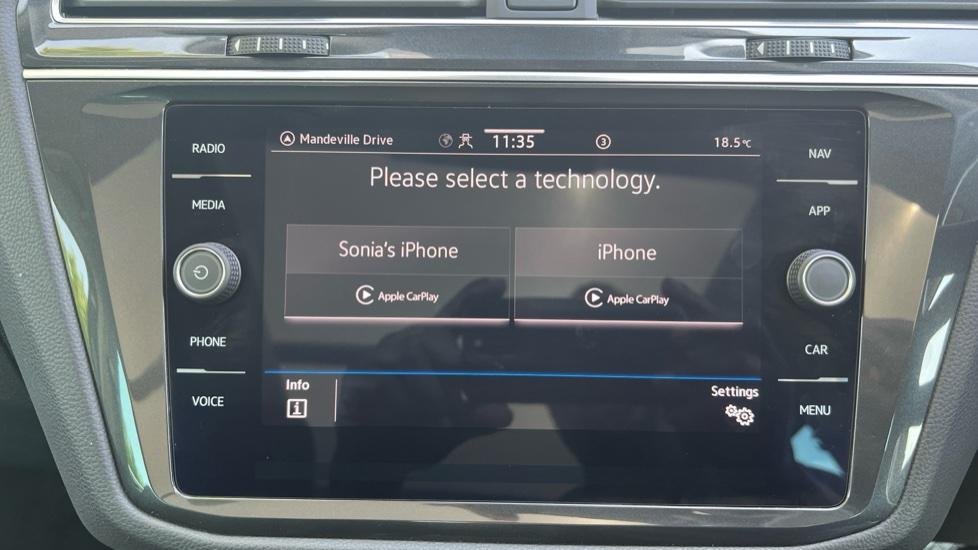 RADIO
MEDIA
PHONE
VOICE
Mandeville Drive 11:35 3 18.5°C
Please select a technology.
Sonia's iPhone
Apple CarPlay
iPhone
Apple CarPlay
Info
i
Settings
NAV
APP
CAR
MENU